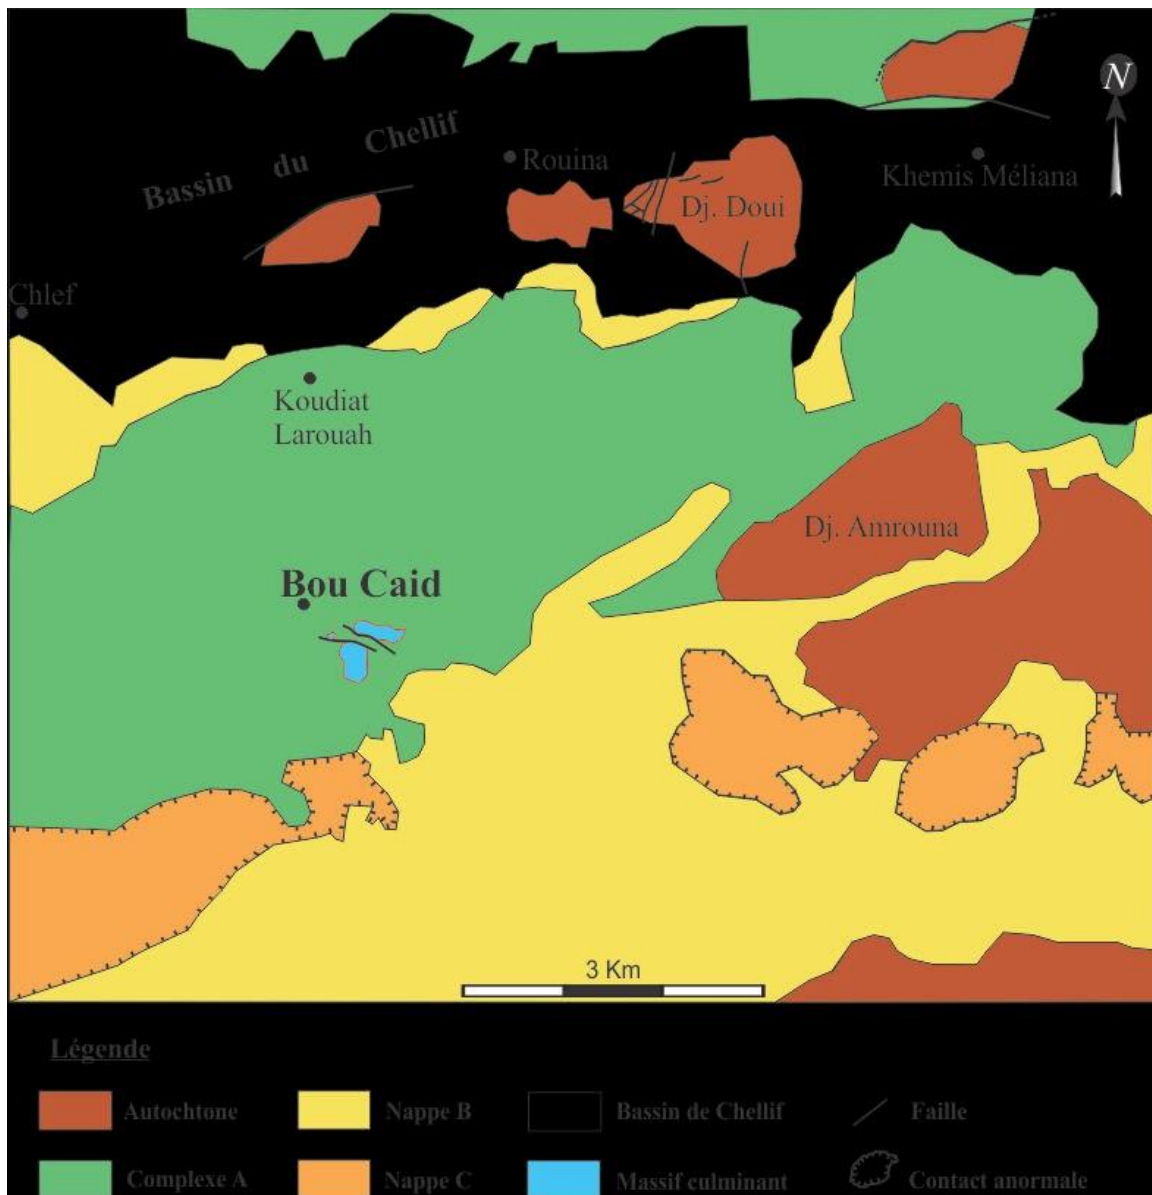 N
Bassin du Chellif
Rouina
Khemis Méliana
Dj. Doui
Chlef
Koudiat
Larouah
Dj. Amrouna
Bou Caid
3 Km
Légende
Autochtone
Nappe B
Bassin de Chellif
Faille
Complexe A
Nappe C
Massif culminant
Contact anormale